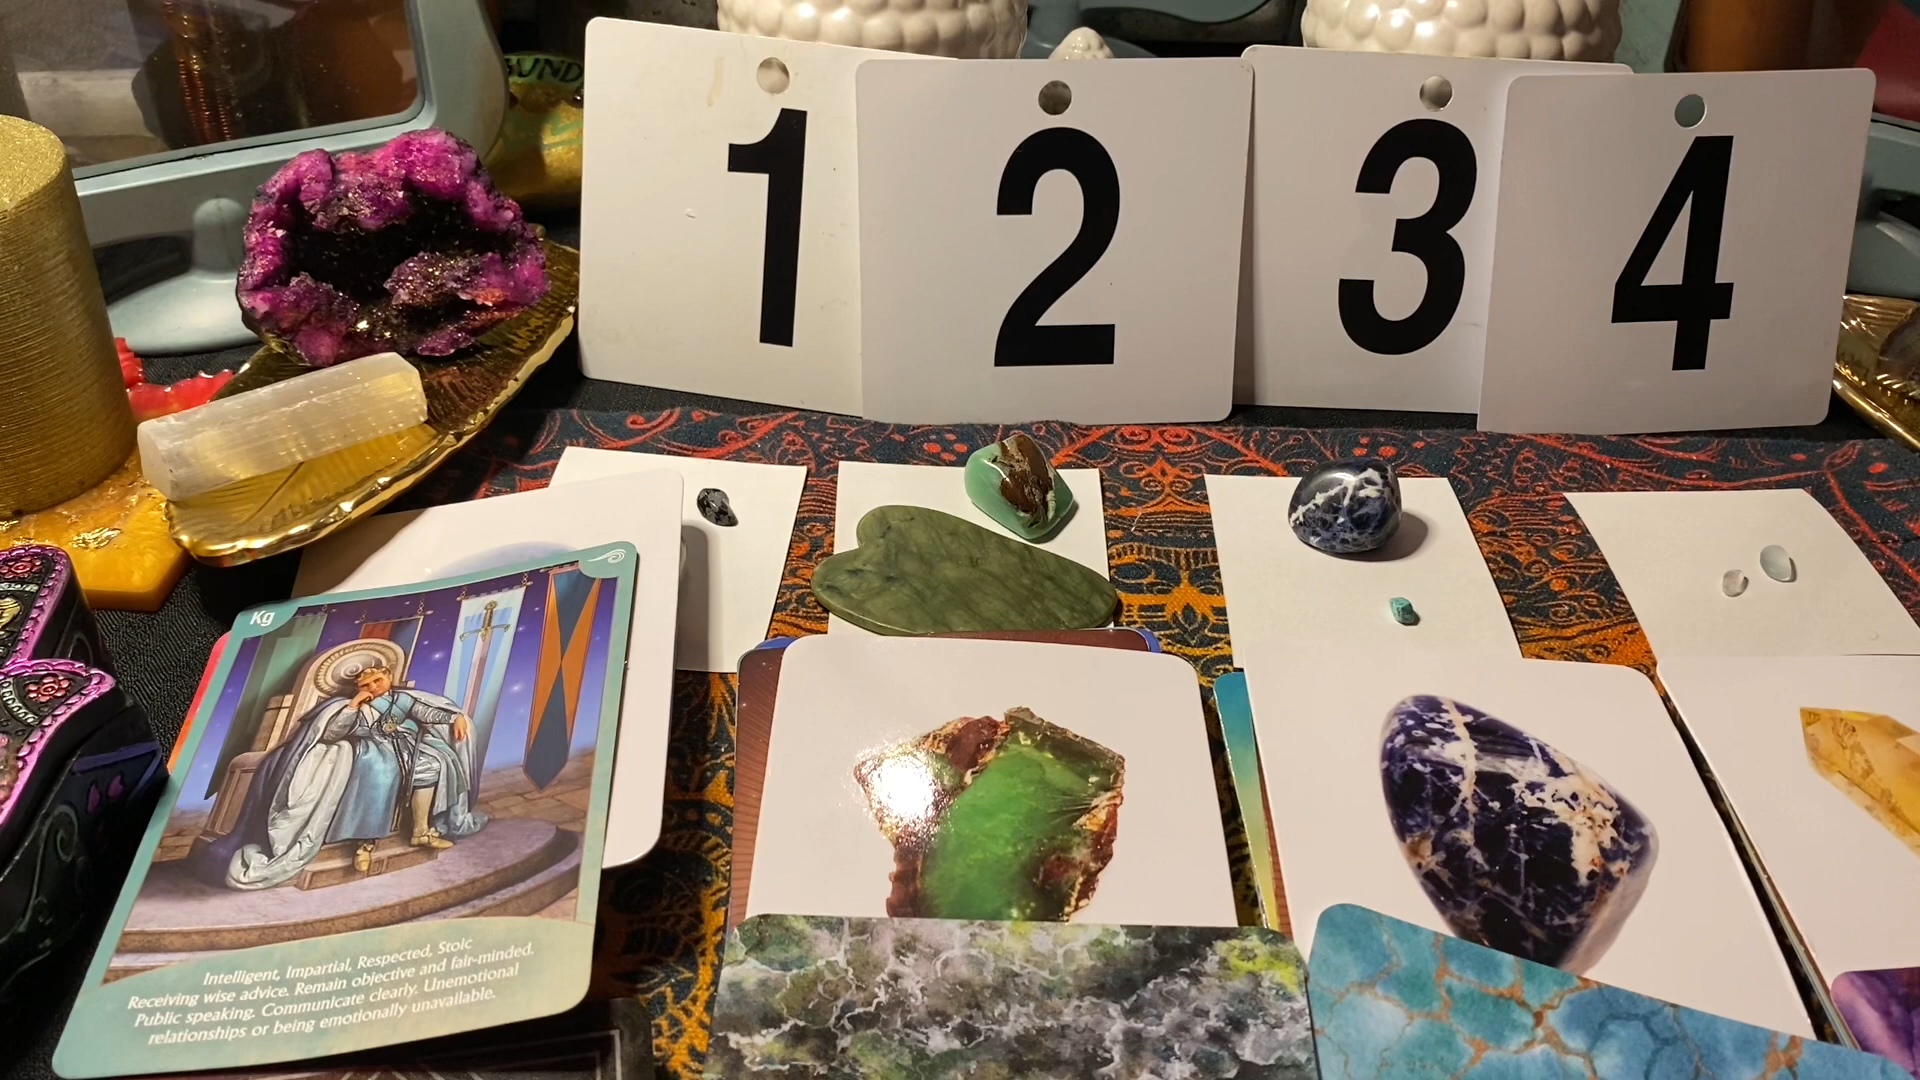 BUND
1
2
3
4
Kg
Intelligent, Impartial, Respected, Stoic
Receiving wise advice. Remain objective and fair-minded.
Public speaking. Communicate clearly. Unemotional
relationships or being emotionally unavailable.